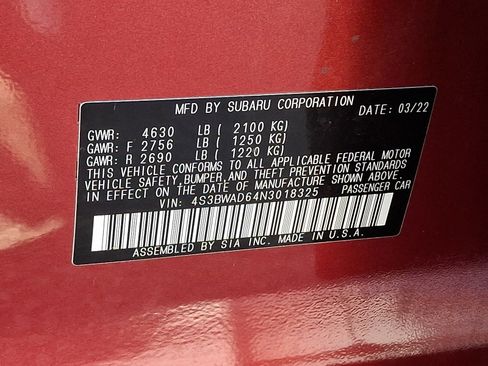 MFD BY SUBARU CORPORATION
DATE: 03/22
GVWR: 4630 LB ( 2100 KG)
GAWR: F 2756 LB ( 1250 KG)
GAWR: R 2690 LB ( 1220 KG)
THIS VEHICLE CONFORMS TO ALL APPLICABLE FEDERAL MOTOR
VEHICLE SAFETY, BUMPER, AND THEFT PREVENTION STANDARDS
IN EFFECT ON THE DATE OF MANUFACTURE SHOWN ABOVE.
VIN: 4S3BWAD64N3018325 PASSENGER CAR
ASSEMBLED BY SIA INC. MADE IN U.S.A.